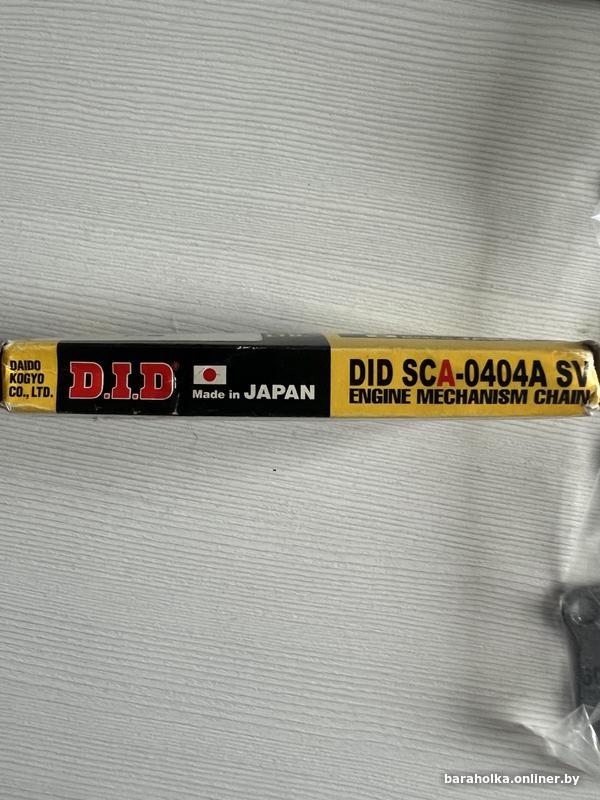 DAIDO
KOGYO
CO., LTD.
D.I.D®
Made in JAPAN
DID SCA-0404A SV
ENGINE MECHANISM CHAIN
baraholka.onliner.by